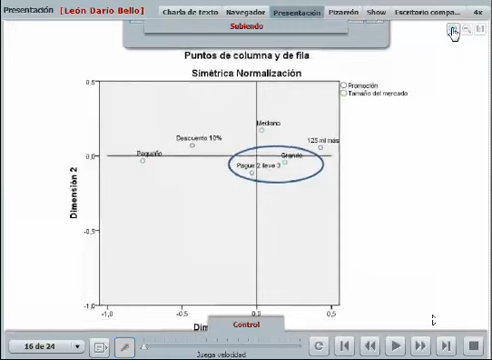 Presentación [León Darío Bello] Charla de texto Navegador Presentación Pizarrón Show Escritorio compa... 4x
Subiendo
Puntos de columna y de fila
Simétrica Normalización
0,5
Promoción
Tamaño del mercado
Mediano
Descuento 10%
125 ml más
Pequeño
Grande
0,0
Pague 2 lleve 3
Dimensión 2
-0,5
-1,0
-1,0 -0,5 0,0 0,5
Control
16 de 24
Juega velocidad